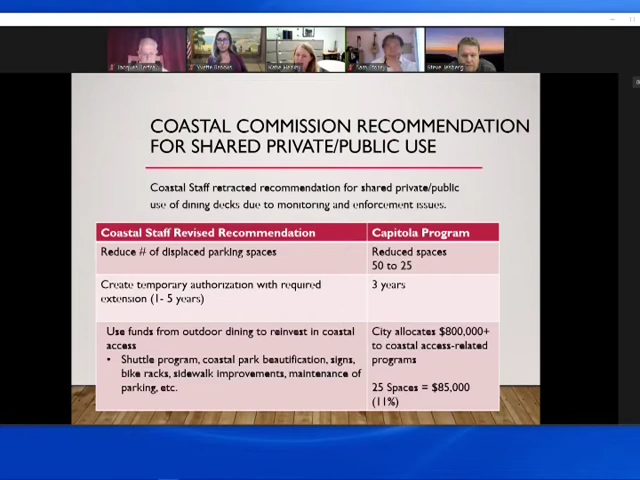 Yvette Brooks
Katie Herlihy
COASTAL COMMISSION RECOMMENDATION
FOR SHARED PRIVATE/PUBLIC USE
Coastal Staff retracted recommendation for shared private/public
use of dining decks due to monitoring and enforcement issues.
Coastal Staff Revised Recommendation
Capitola Program
Reduce # of displaced parking spaces
Reduced spaces
50 to 25
Create temporary authorization with required
extension (1- 5 years)
3 years
Use funds from outdoor dining to reinvest in coastal
access
• Shuttle program, coastal park beautification, signs,
bike racks, sidewalk improvements, maintenance of
parking, etc.
City allocates $800,000+
to coastal access-related
programs
25 Spaces = $85,000
(11%)